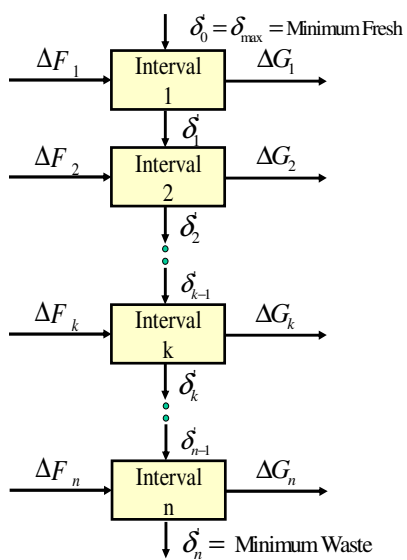 δ'₀ = δmax = Minimum Fresh
ΔF₁ Interval 1 ΔG₁
δ'₁
ΔF₂ Interval 2 ΔG₂
δ'₂
δ'ₖ₋₁
ΔFₖ Interval k ΔGₖ
δ'ₖ
δ'ₙ₋₁
ΔFₙ Interval n ΔGₙ
δ'ₙ = Minimum Waste